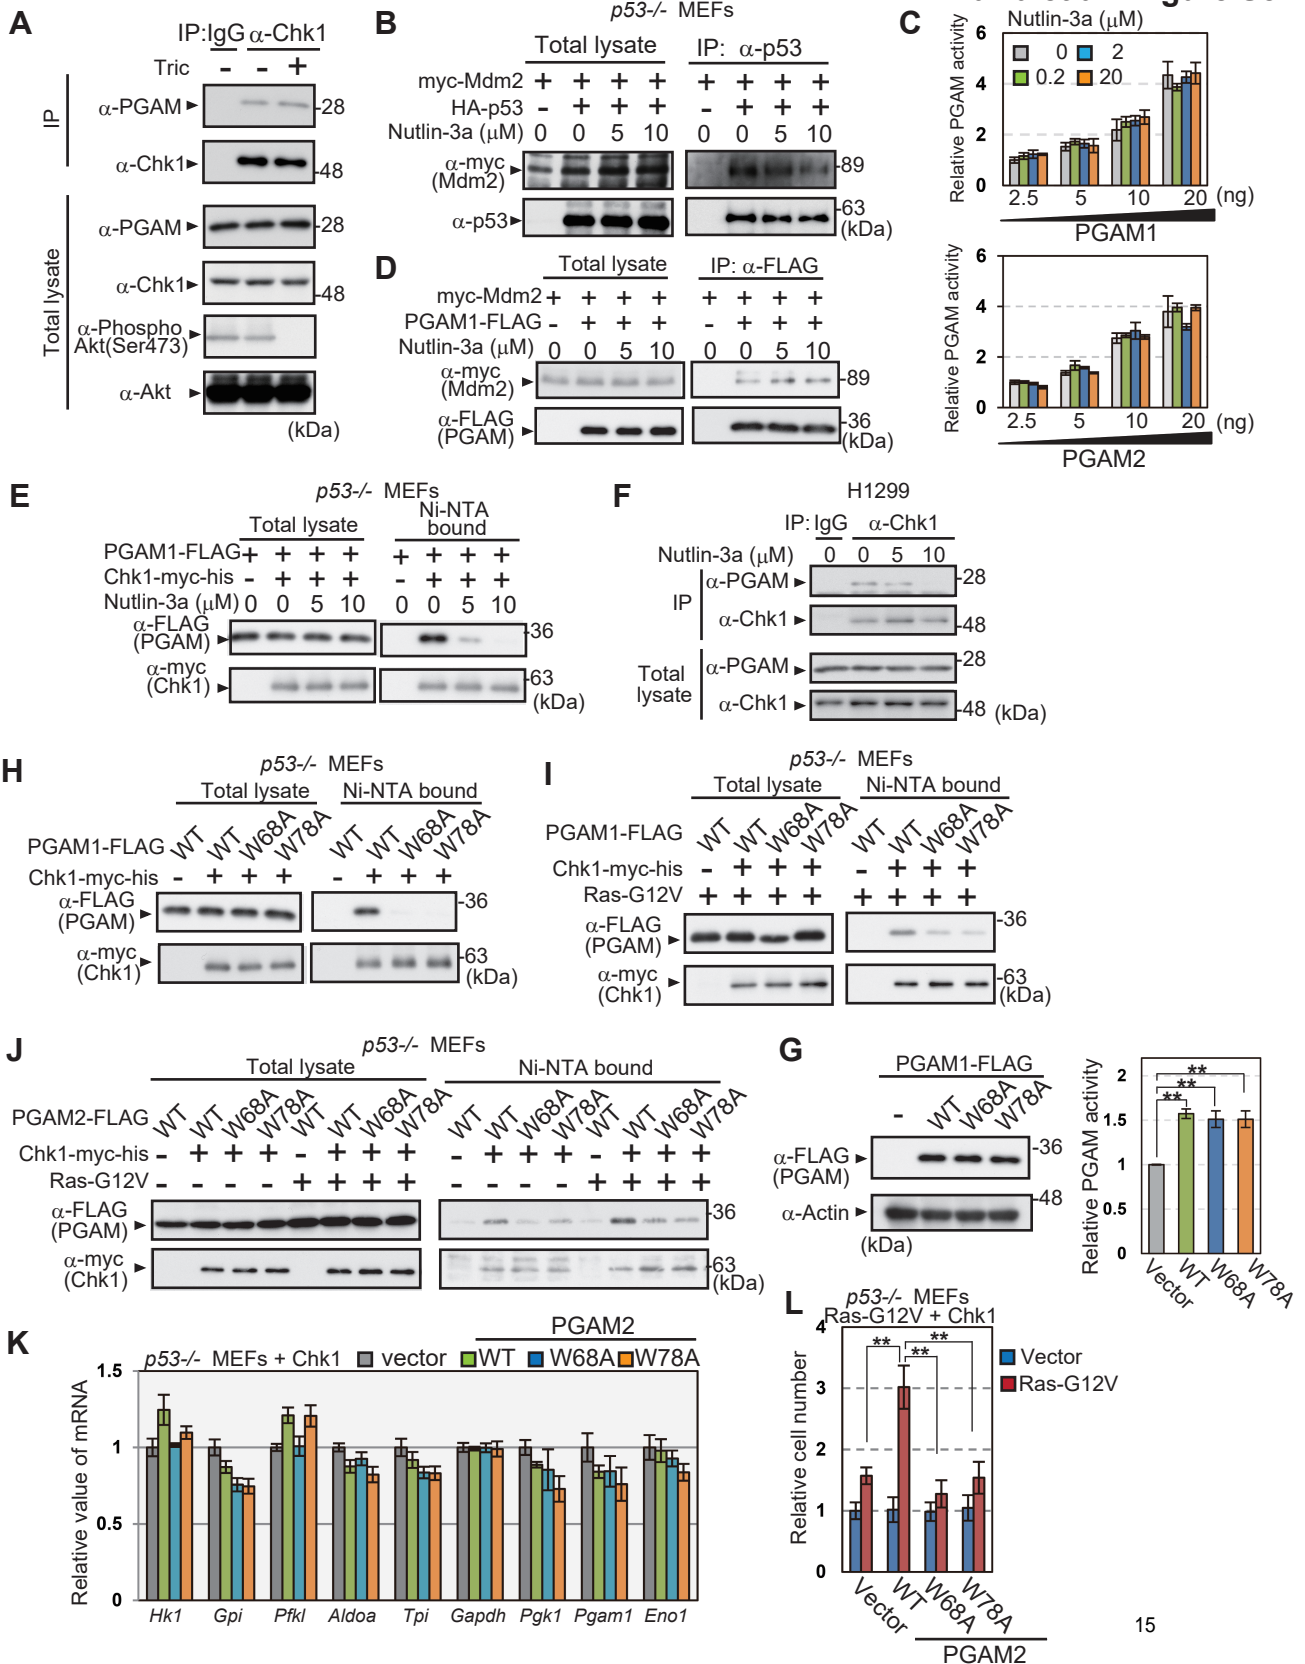 A
IP:IgG α-Chk1
Tric - - +
IP
α-PGAM
-28
α-Chk1
-48
Total lysate
α-PGAM
-28
α-Chk1
-48
α-Phospho
Akt(Ser473)
α-Akt
(kDa)
B
p53-/- MEFs
Total lysate IP: α-p53
myc-Mdm2 + + + + + + + +
HA-p53 - + + + - + + +
Nutlin-3a (μM) 0 0 5 10 0 0 5 10
α-myc
(Mdm2)
-89
α-p53
-63
(kDa)
C
Nutlin-3a (μM)
0 2
0.2 20
Relative PGAM activity
6
4
2
0
2.5 5 10 20 (ng)
PGAM1
Relative PGAM activity
6
4
2
0
2.5 5 10 20 (ng)
PGAM2
D
Total lysate IP: α-FLAG
myc-Mdm2 + + + + + + + +
PGAM1-FLAG - + + + - + + +
Nutlin-3a (μM) 0 0 5 10 0 0 5 10
α-myc
(Mdm2)
-89
α-FLAG
(PGAM)
-36
(kDa)
E
p53-/- MEFs
Total lysate
Ni-NTA
bound
PGAM1-FLAG + + + + + + + +
Chk1-myc-his - + + + - + + +
Nutlin-3a (μM) 0 0 5 10 0 0 5 10
α-FLAG
(PGAM)
-36
α-myc
(Chk1)
-63
(kDa)
F
H1299
IP: IgG α-Chk1
Nutlin-3a (μM) 0 0 5 10
IP
α-PGAM
-28
α-Chk1
-48
Total
lysate
α-PGAM
-28
α-Chk1
-48 (kDa)
H
p53-/- MEFs
Total lysate Ni-NTA bound
PGAM1-FLAG WT WT W68A W78A WT WT W68A W78A
Chk1-myc-his - + + + - + + +
α-FLAG
(PGAM)
-36
α-myc
(Chk1)
-63
(kDa)
I
p53-/- MEFs
Total lysate Ni-NTA bound
PGAM1-FLAG WT WT W68A W78A WT WT W68A W78A
Chk1-myc-his - + + + - + + +
Ras-G12V + + + + + + + +
α-FLAG
(PGAM)
-36
α-myc
(Chk1)
-63
(kDa)
J
p53-/- MEFs
Total lysate Ni-NTA bound
PGAM2-FLAG WT WT W68A W78A WT WT W68A W78A WT WT W68A W78A WT WT W68A W78A
Chk1-myc-his - + + + - + + + - + + + - + + +
Ras-G12V - - - - + + + + - - - - + + + +
α-FLAG
(PGAM)
-36
α-myc
(Chk1)
-63
(kDa)
G
PGAM1-FLAG
- WT W68A W78A
α-FLAG
(PGAM)
-36
α-Actin
-48
(kDa)
Relative PGAM activity
2
1.5
1
0.5
0
** ** **
Vector WT W68A W78A
K
PGAM2
p53-/- MEFs + Chk1 vector WT W68A W78A
Relative value of mRNA
1.5
1
0.5
0
Hk1 Gpi Pfkl Aldoa Tpi Gapdh Pgk1 Pgam1 Eno1
L
p53-/- MEFs
Ras-G12V + Chk1
Relative cell number
4
3
2
1
0
** ** **
Vector
Ras-G12V
Vector WT W68A W78A
PGAM2
15